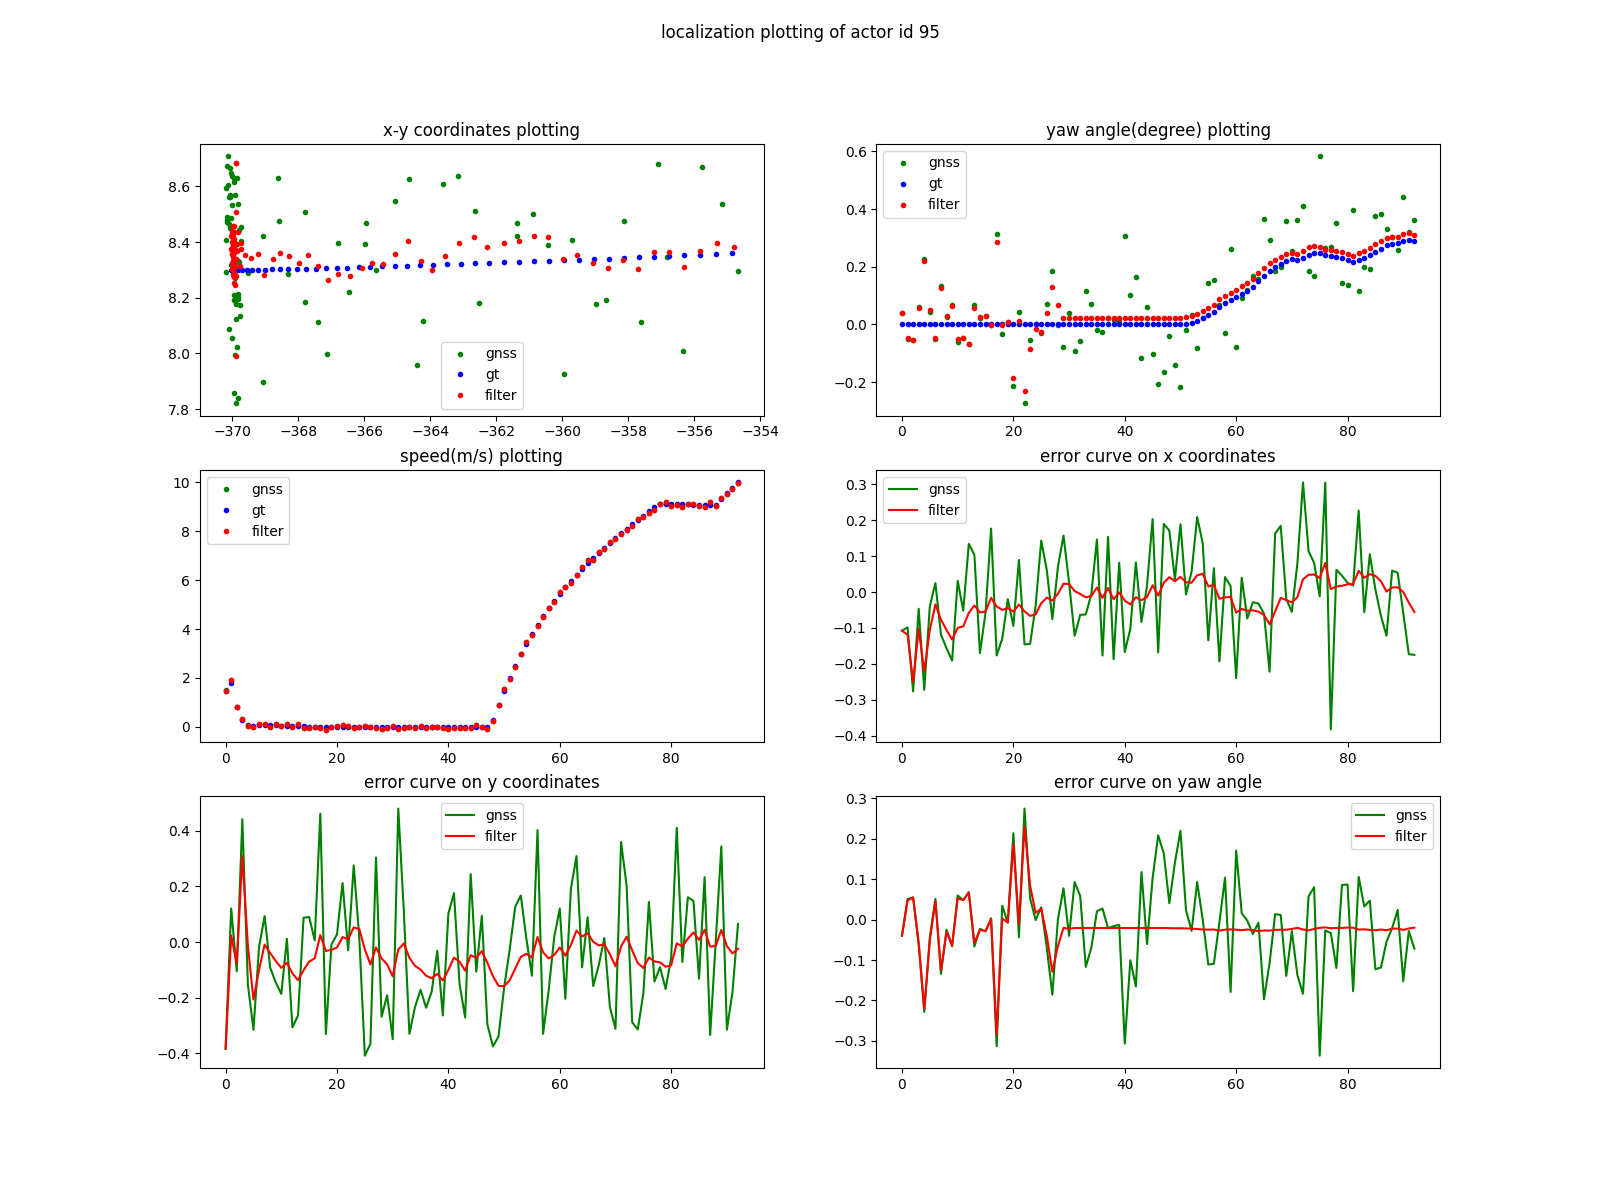 localization plotting of actor id 95
x-y coordinates plotting
8.6
8.4
8.2
8.0
7.8
gnss
gt
filter
−370 −368 −366 −364 −362 −360 −358 −356 −354
yaw angle(degree) plotting
0.6
0.4
0.2
0.0
−0.2
gnss
gt
filter
0 20 40 60 80
speed(m/s) plotting
10
8
6
4
2
0
gnss
gt
filter
0 20 40 60 80
error curve on x coordinates
0.3
0.2
0.1
0.0
−0.1
−0.2
−0.3
−0.4
gnss
filter
0 20 40 60 80
error curve on y coordinates
0.4
0.2
0.0
−0.2
−0.4
gnss
filter
0 20 40 60 80
error curve on yaw angle
0.3
0.2
0.1
0.0
−0.1
−0.2
−0.3
gnss
filter
0 20 40 60 80